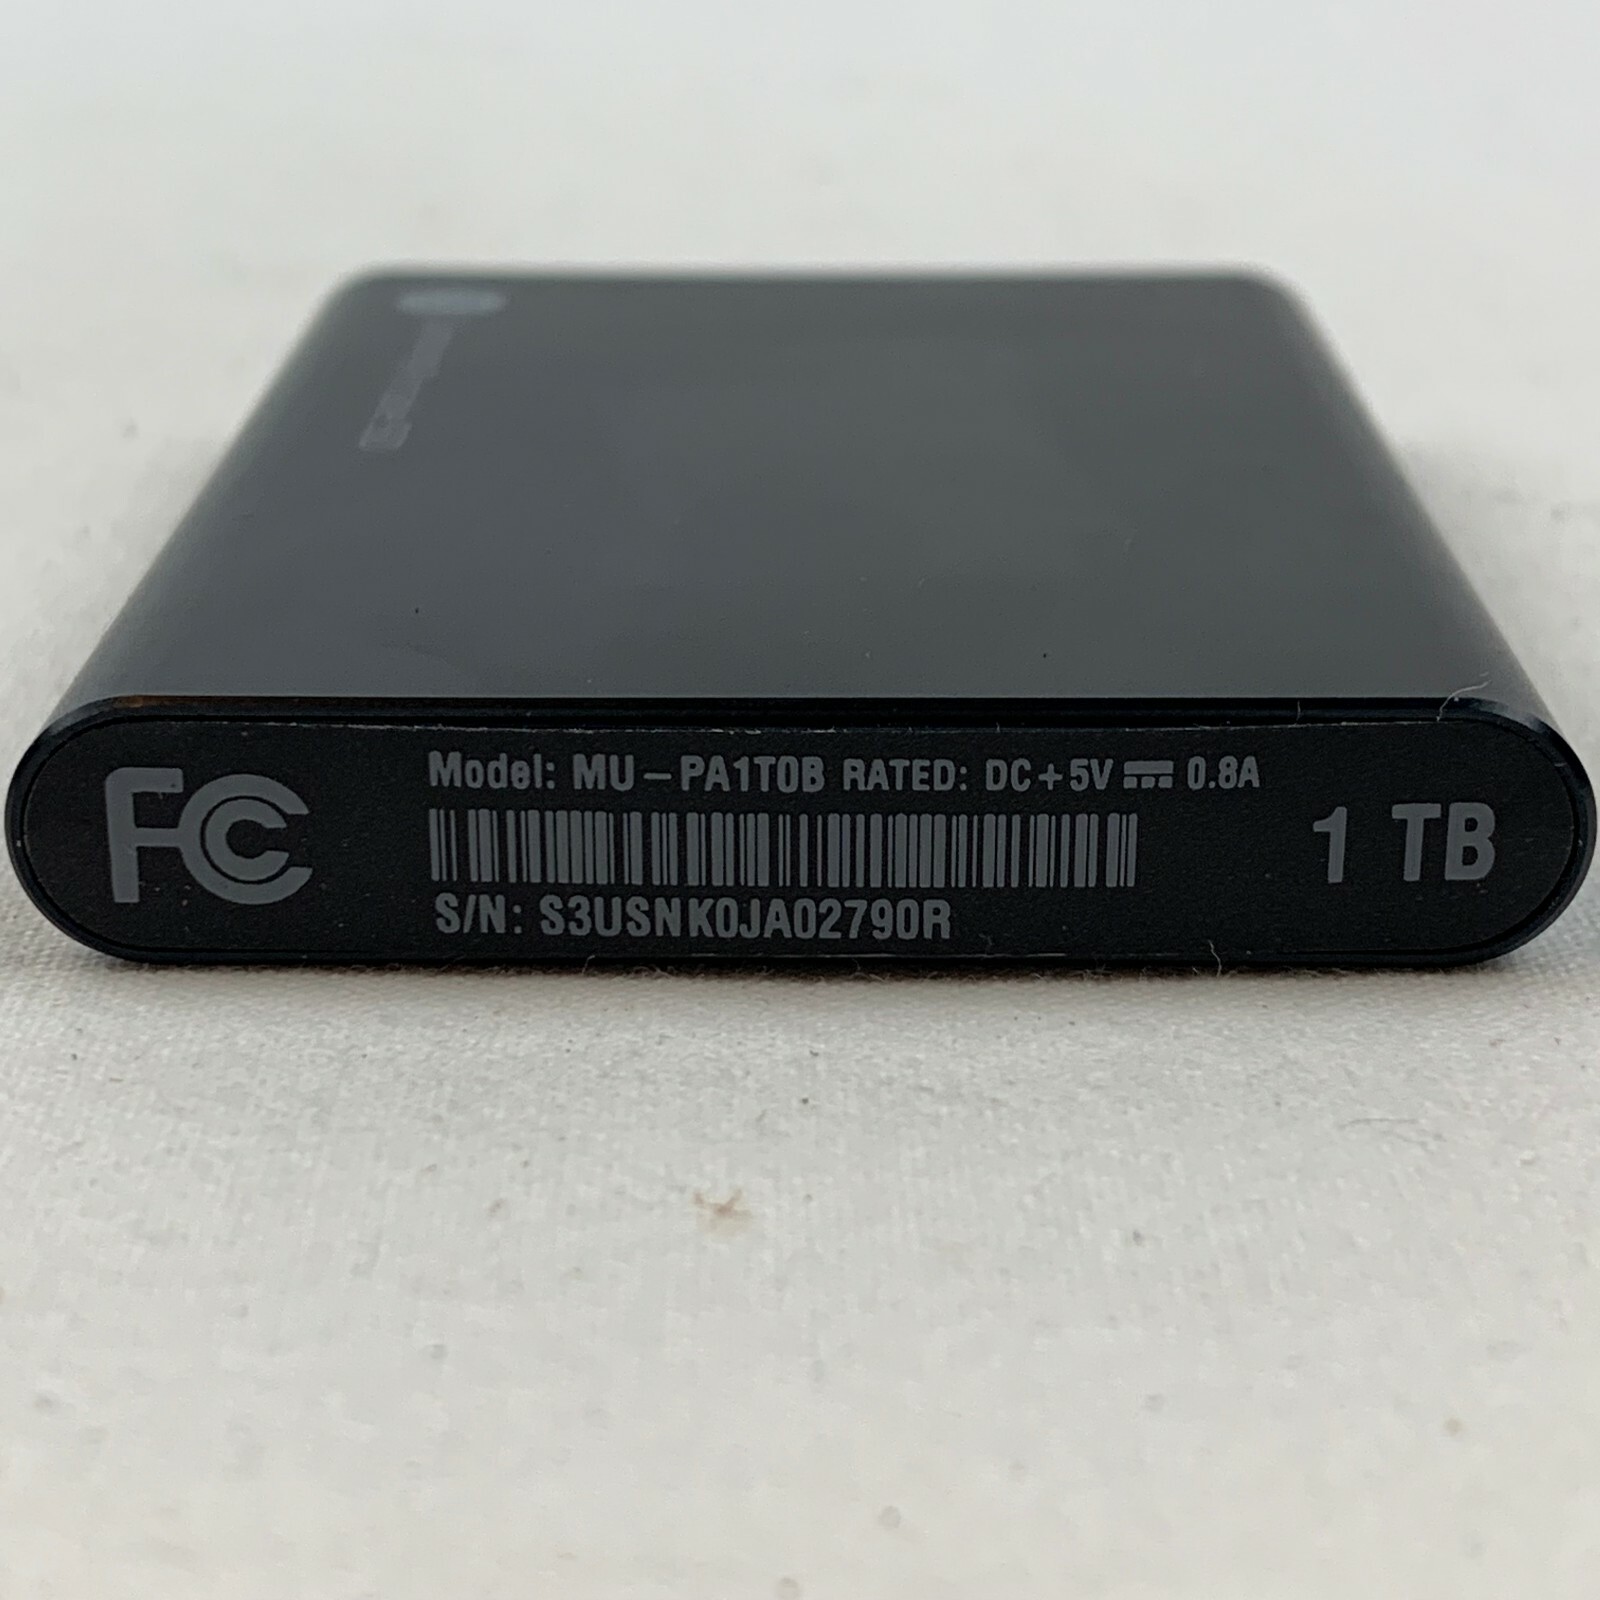 FC
Model: MU-PA1T0B RATED: DC+5V ⎓ 0.8A
S/N: S3USNK0JA02790R
1 TB